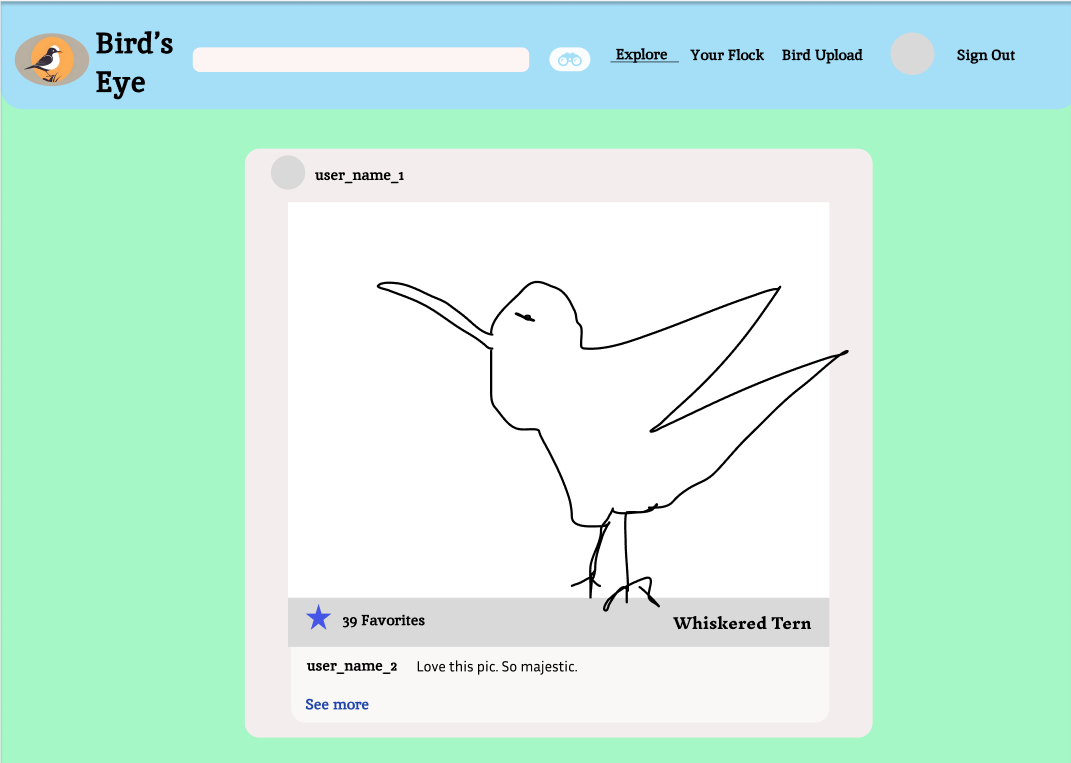 Bird's
Eye
Explore Your Flock Bird Upload Sign Out
user_name_1
39 Favorites Whiskered Tern
user_name_2 Love this pic. So majestic.
See more